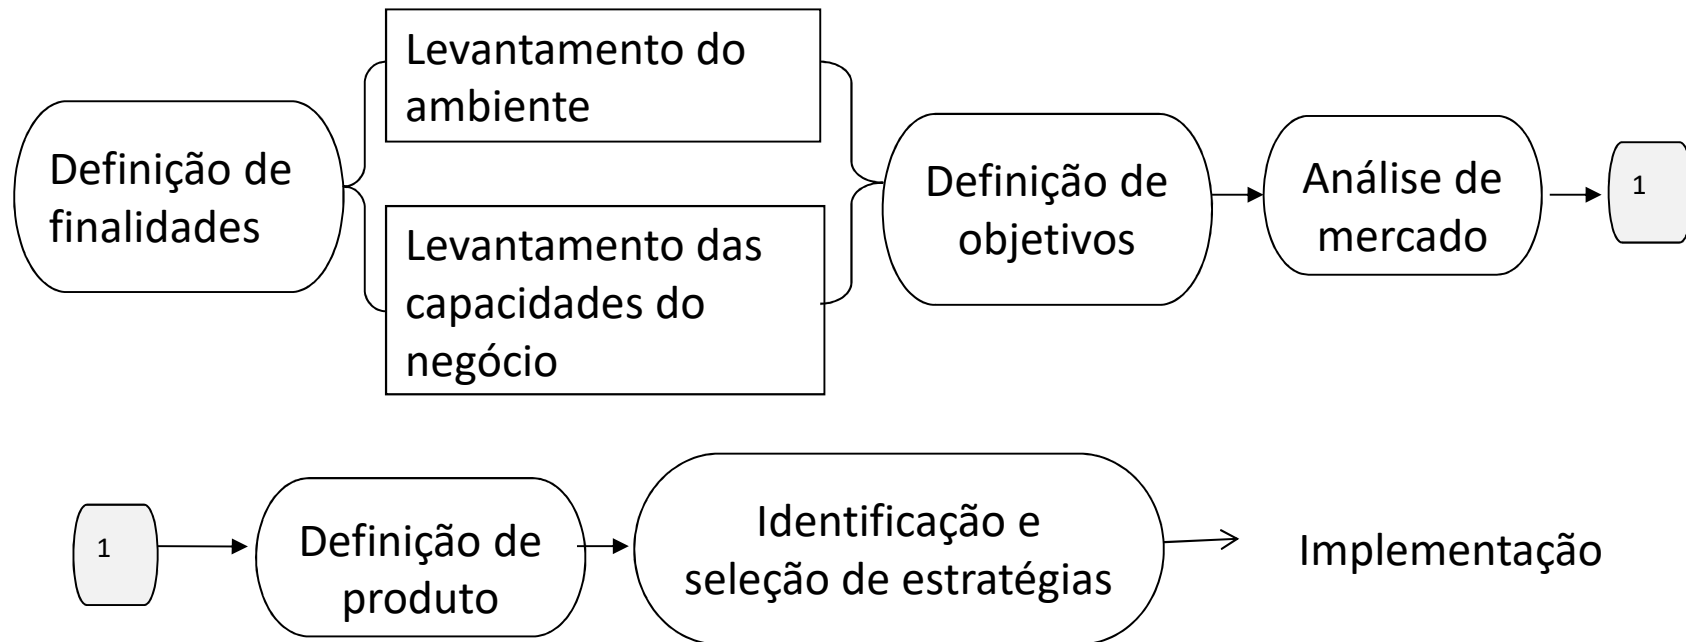 Definição de
finalidades
Levantamento do
ambiente
Levantamento das
capacidades do
negócio
Definição de
objetivos
Análise de
mercado
1
1
Definição de
produto
Identificação e
seleção de estratégias
Implementação